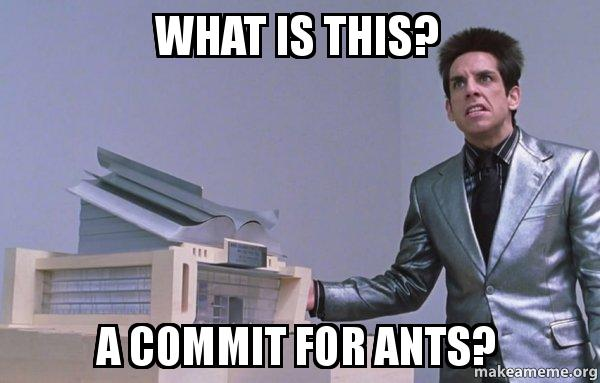 WHAT IS THIS?
A COMMIT FOR ANTS?
makeameme.org